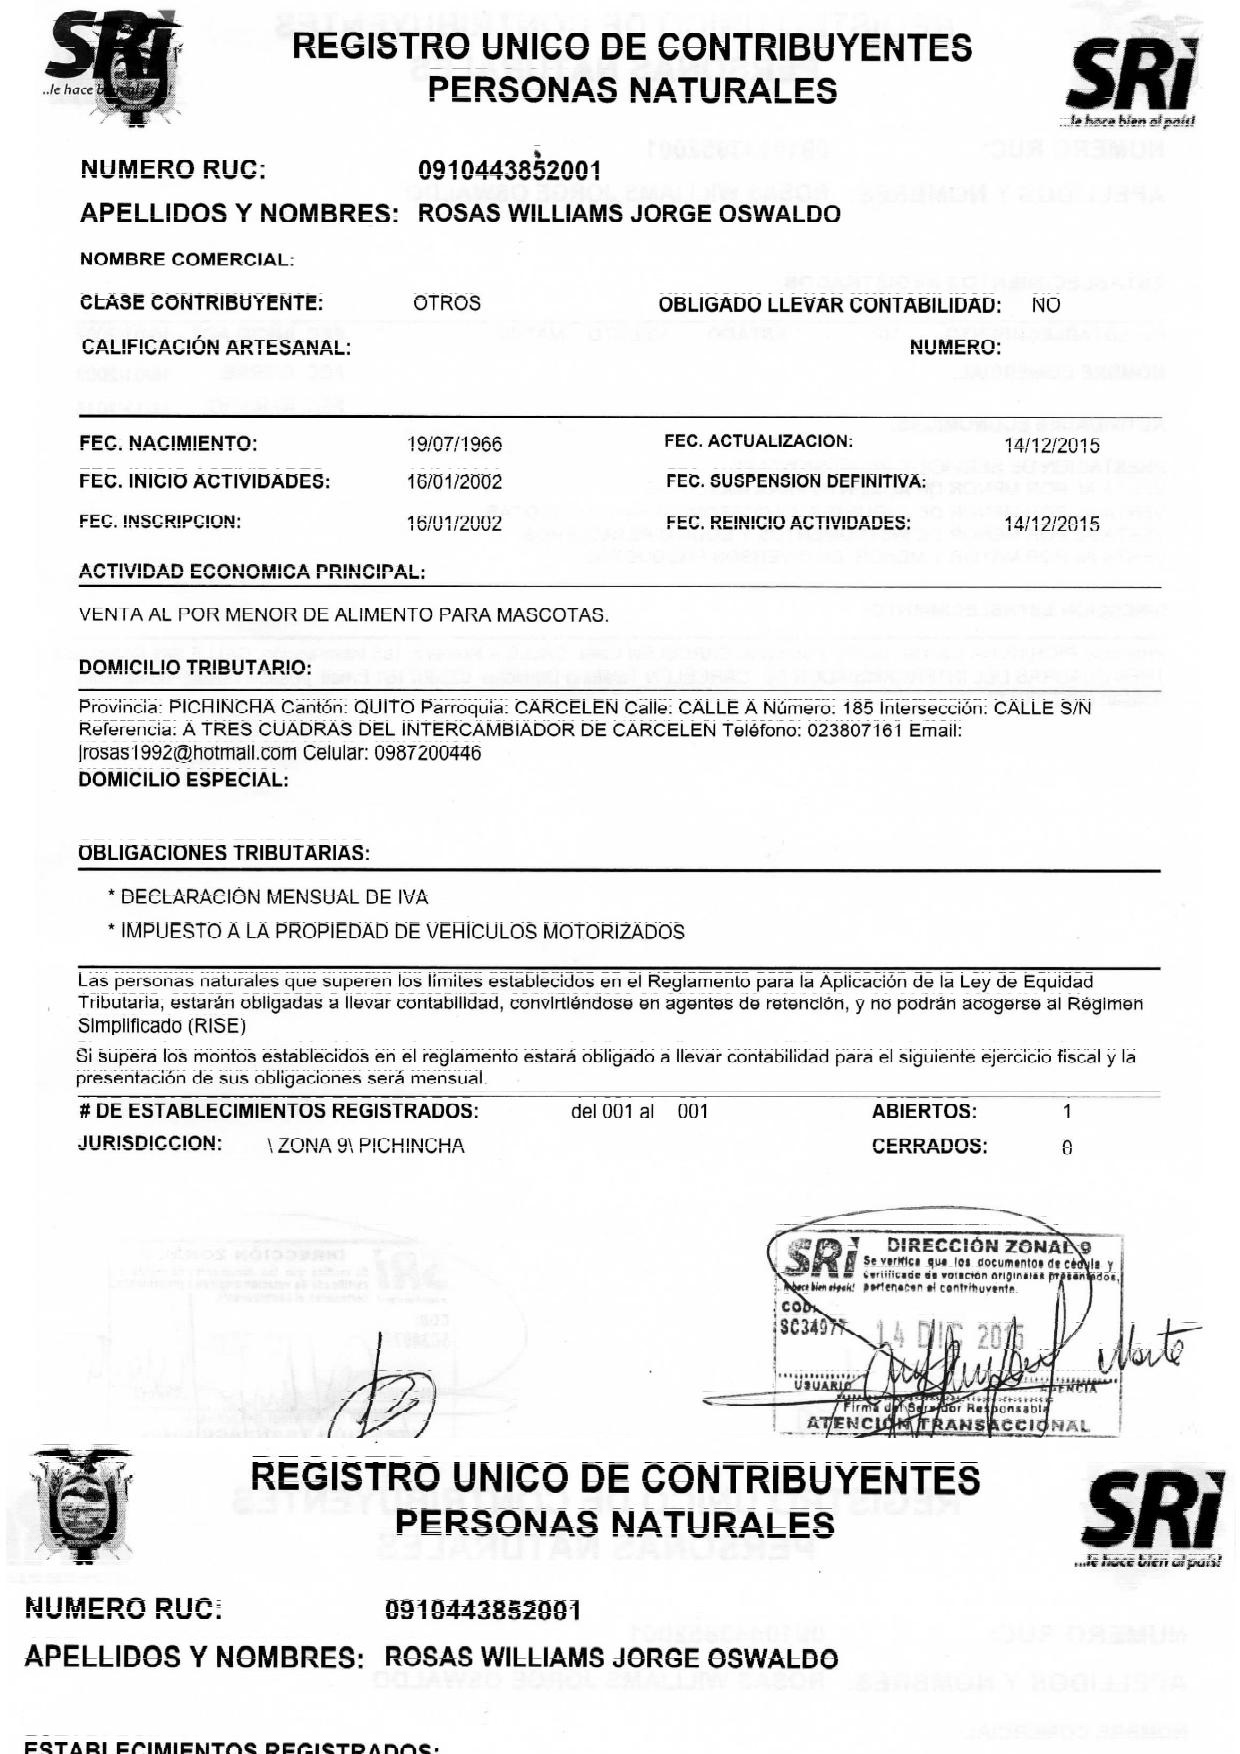 SRi
...le hace bien al país!
REGISTRO UNICO DE CONTRIBUYENTES
PERSONAS NATURALES
SRi
...le hace bien al país!
NUMERO RUC: 0910443852001
APELLIDOS Y NOMBRES: ROSAS WILLIAMS JORGE OSWALDO
NOMBRE COMERCIAL:
CLASE CONTRIBUYENTE: OTROS OBLIGADO LLEVAR CONTABILIDAD: NO
CALIFICACIÓN ARTESANAL: NUMERO:
FEC. NACIMIENTO: 19/07/1966 FEC. ACTUALIZACION: 14/12/2015
FEC. INICIO ACTIVIDADES: 16/01/2002 FEC. SUSPENSION DEFINITIVA:
FEC. INSCRIPCION: 16/01/2002 FEC. REINICIO ACTIVIDADES: 14/12/2015
ACTIVIDAD ECONOMICA PRINCIPAL:
VENTA AL POR MENOR DE ALIMENTO PARA MASCOTAS.
DOMICILIO TRIBUTARIO:
Provincia: PICHINCHA Cantón: QUITO Parroquia: CARCELEN Calle: CALLE A Número: 185 Intersección: CALLE S/N
Referencia: A TRES CUADRAS DEL INTERCAMBIADOR DE CARCELEN Teléfono: 023807161 Email:
jrosas1992@hotmail.com Celular: 0987200446
DOMICILIO ESPECIAL:
OBLIGACIONES TRIBUTARIAS:
* DECLARACIÓN MENSUAL DE IVA
* IMPUESTO A LA PROPIEDAD DE VEHÍCULOS MOTORIZADOS
Las personas naturales que superen los límites establecidos en el Reglamento para la Aplicación de la Ley de Equidad
Tributaria, estarán obligadas a llevar contabilidad, convirtiéndose en agentes de retención, y no podrán acogerse al Régimen
Simplificado (RISE)
Si supera los montos establecidos en el reglamento estará obligado a llevar contabilidad para el siguiente ejercicio fiscal y la
presentación de sus obligaciones será mensual.
# DE ESTABLECIMIENTOS REGISTRADOS: del 001 al 001 ABIERTOS: 1
JURISDICCION: \ ZONA 9\ PICHINCHA CERRADOS: 0
SRi DIRECCIÓN ZONAL 9
Se verifica que los documentos de cédula y
certificado de votación originales presentados,
pertenecen al contribuyente.
COD:
SC34977
14 DIC 2015
Norte
USUARIO AGENCIA
Firma del Servidor Responsable
ATENCIÓN TRANSACCIONAL
REGISTRO UNICO DE CONTRIBUYENTES
PERSONAS NATURALES
SRi
...le hace bien al país!
NUMERO RUC: 0910443852001
APELLIDOS Y NOMBRES: ROSAS WILLIAMS JORGE OSWALDO
ESTABLECIMIENTOS REGISTRADOS: